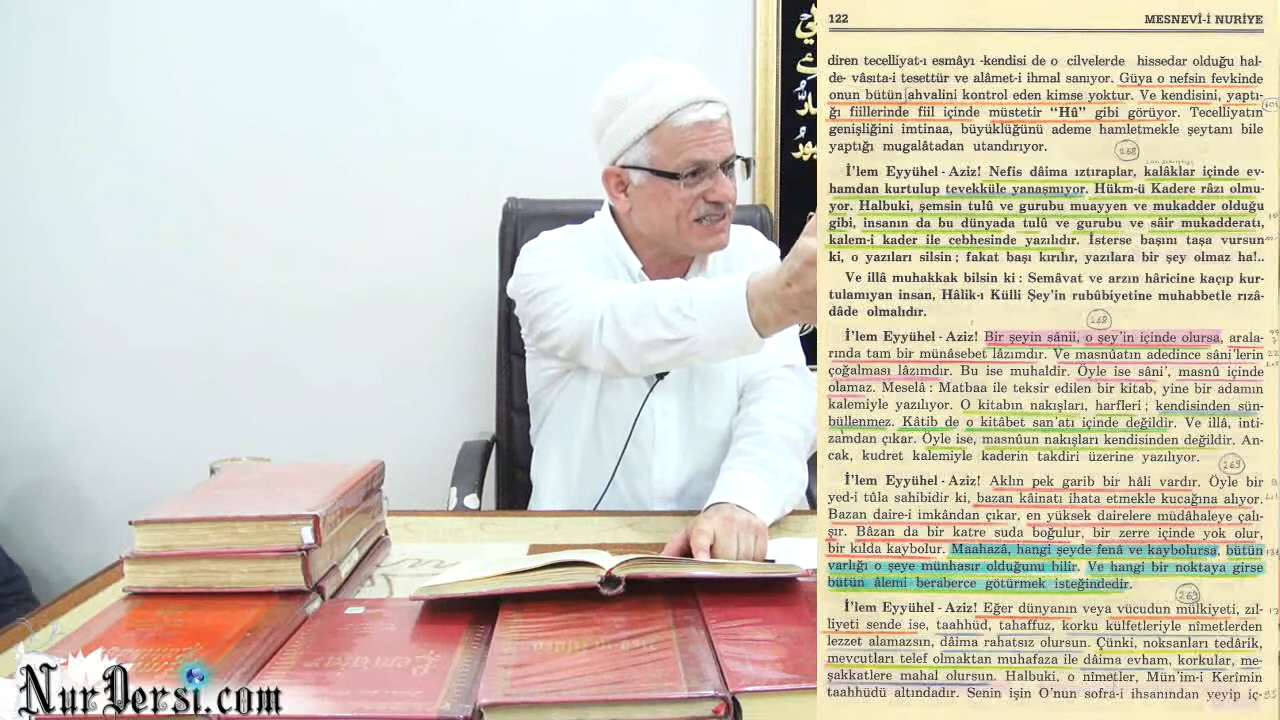 122
MESNEVÎ-İ NURİYE
diren tecelliyat-ı esmâyı -kendisi de o cilvelerde hissedar olduğu hal-
de- vâsıta-i tesettür ve alâmet-i ihmal sanıyor. Güya o nefsin fevkinde
onun bütün ahvalini kontrol eden kimse yoktur. Ve kendisini, yaptı-
ğı fiillerinde fiil içinde müstetir "Hû" gibi görüyor. Tecelliyatın
genişliğini imtinaa, büyüklüğünü ademe hamletmekle şeytanı bile
yaptığı mugalâtadan utandırıyor.
268
İ'lem Eyyühel - Aziz! Nefis dâima ıztıraplar, kalâklar içinde ev-
hamdan kurtulup tevekküle yanaşmıyor. Hükm-ü Kadere râzı olmu-
yor. Halbuki, şemsin tulû ve gurubu muayyen ve mukadder olduğu
gibi, insanın da bu dünyada tulû ve gurubu ve sâir mukadderatı,
kalem-i kader ile cebhesinde yazılıdır. İsterse başını taşa vursun
ki, o yazıları silsin; fakat başı kırılır, yazılara bir şey olmaz ha!..
Ve illâ muhakkak bilsin ki: Semâvat ve arzın hâricine kaçıp kur-
tulamıyan insan, Hâlik-ı Külli Şey'in rubûbiyetine muhabbetle rızâ-
dâde olmalıdır.
268
İ'lem Eyyühel - Aziz! Bir şeyin sânii, o şey'in içinde olursa, arala-
rında tam bir münâsebet lâzımdır. Ve masnûatın adedince sâni'lerin
çoğalması lâzımdır. Bu ise muhaldir. Öyle ise sâni', masnû içinde
olamaz. Meselâ: Matbaa ile teksir edilen bir kitab, yine bir adamın
kalemiyle yazılıyor. O kitabın nakışları, harfleri; kendisinden sün-
büllenmez. Kâtib de o kitâbet san'atı içinde değildir. Ve illâ, inti-
zamdan çıkar. Öyle ise, masnûun nakışları kendisinden değildir. An-
cak, kudret kalemiyle kaderin takdiri üzerine yazılıyor.
269
İ'lem Eyyühel - Aziz! Aklın pek garib bir hâli vardır. Öyle bir
yed-i tûla sahibidir ki, bazan kâinatı ihata etmekle kucağına alıyor.
Bazan daire-i imkândan çıkar, en yüksek dairelere müdâhaleye çalı-
şır. Bâzan da bir katre suda boğulur, bir zerre içinde yok olur,
bir kılda kaybolur. Maahazâ, hangi şeyde fenâ ve kaybolursa, bütün
varlığı o şeye münhasır olduğunu bilir. Ve hangi bir noktaya girse
bütün âlemi beraberce götürmek isteğindedir.
269
İ'lem Eyyühel - Aziz! Eğer dünyanın veya vücudun mülkiyeti, zıl-
liyeti sende ise, taahhüd, tahaffuz, korku külfetleriyle nîmetlerden
lezzet alamazsın, dâima rahatsız olursun. Çünki, noksanları tedârik,
mevcutları telef olmaktan muhafaza ile dâima evham, korkular, me-
şakkatlere mahal olursun. Halbuki, o nîmetler, Mün'im-i Kerimin
taahhüdü altındadır. Senin işin O'nun sofrâ-i ihsanından yeyip iç-
Lem'alar
NurDersi.com